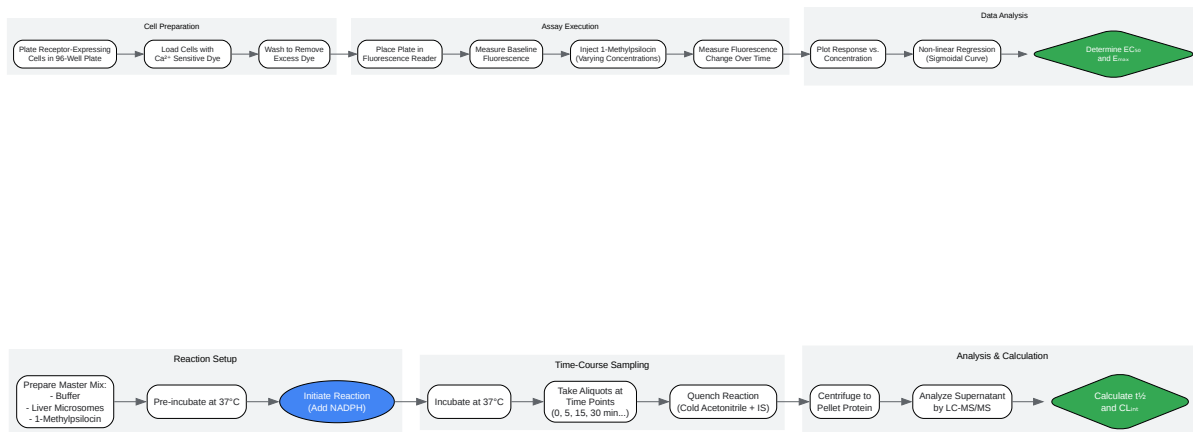 Cell Preparation
Plate Receptor-Expressing
Cells in 96-Well Plate
Load Cells with
Ca²⁺ Sensitive Dye
Wash to Remove
Excess Dye
Assay Execution
Place Plate in
Fluorescence Reader
Measure Baseline
Fluorescence
Inject 1-Methylpsilocin
(Varying Concentrations)
Measure Fluorescence
Change Over Time
Data Analysis
Plot Response vs.
Concentration
Non-linear Regression
(Sigmoidal Curve)
Determine EC₅₀
and Eₘₐₓ
Reaction Setup
Prepare Master Mix:
- Buffer
- Liver Microsomes
- 1-Methylpsilocin
Pre-incubate at 37°C
Initiate Reaction
(Add NADPH)
Time-Course Sampling
Incubate at 37°C
Take Aliquots at
Time Points
(0, 5, 15, 30 min...)
Quench Reaction
(Cold Acetonitrile + IS)
Analysis & Calculation
Centrifuge to
Pellet Protein
Analyze Supernatant
by LC-MS/MS
Calculate t½
and CLᵢₙₜ